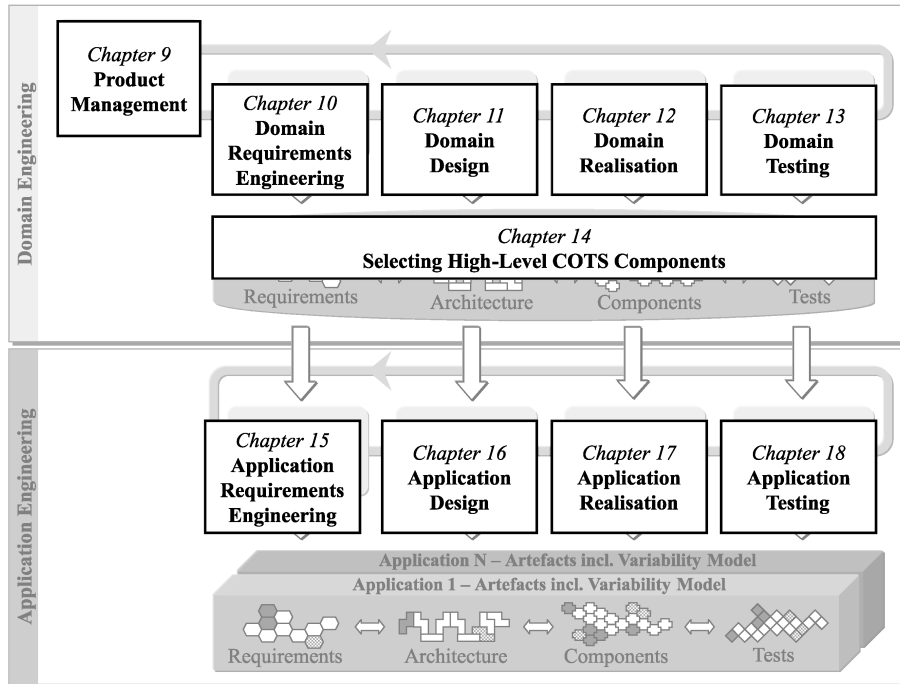 Domain Engineering
Chapter 9
Product
Management
Chapter 10
Domain
Requirements
Engineering
Chapter 11
Domain
Design
Chapter 12
Domain
Realisation
Chapter 13
Domain
Testing
Chapter 14
Selecting High-Level COTS Components
Requirements
Architecture
Components
Tests
Application Engineering
Chapter 15
Application
Requirements
Engineering
Chapter 16
Application
Design
Chapter 17
Application
Realisation
Chapter 18
Application
Testing
Application N – Artefacts incl. Variability Model
Application 1 – Artefacts incl. Variability Model
Requirements
Architecture
Components
Tests